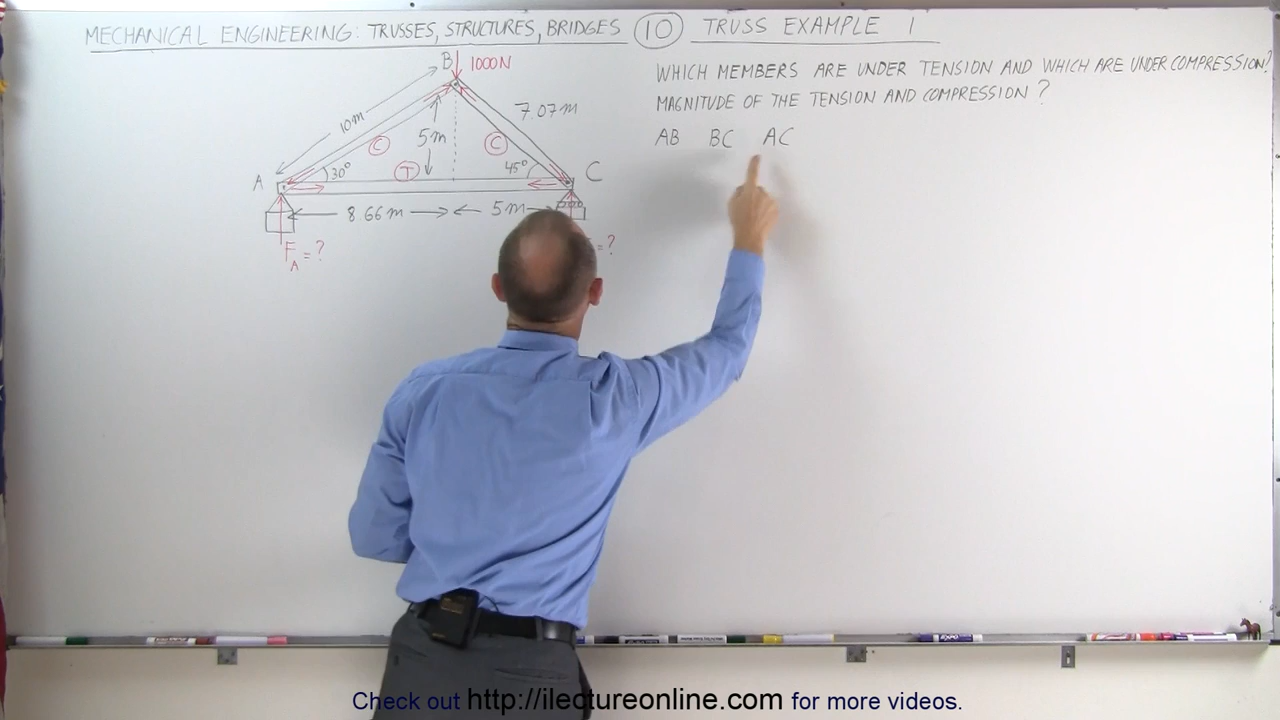 MECHANICAL ENGINEERING: TRUSSES, STRUCTURES, BRIDGES 10 TRUSS EXAMPLE 1
WHICH MEMBERS ARE UNDER TENSION AND WHICH ARE UNDER COMPRESSION?
MAGNITUDE OF THE TENSION AND COMPRESSION?
AB BC AC
B 1000N
10m
7.07m
5m
C
C
T
30°
45°
A
C
8.66m
5m
F_A = ?
= ?
Check out http://ilectureonline.com for more videos.